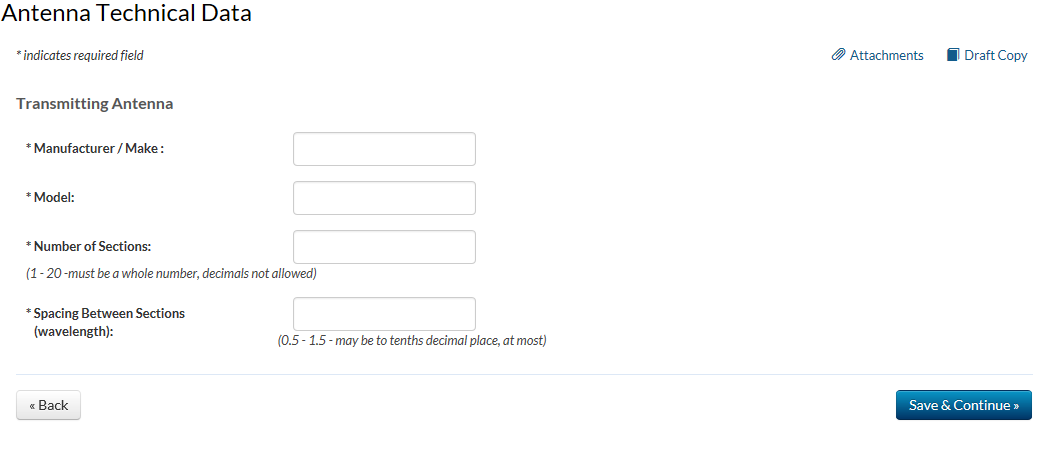 Antenna Technical Data
* indicates required field
Attachments
Draft Copy
Transmitting Antenna
* Manufacturer / Make :
* Model:
* Number of Sections:
(1 - 20 -must be a whole number, decimals not allowed)
* Spacing Between Sections
(wavelength):
(0.5 - 1.5 - may be to tenths decimal place, at most)
« Back
Save & Continue »